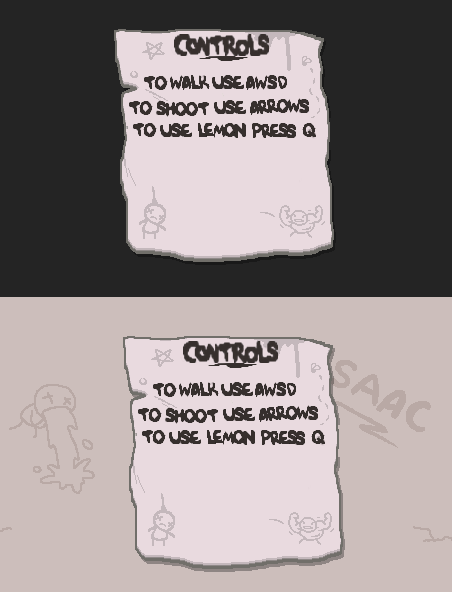 CONTROLS
TO WALK USE AWSD
TO SHOOT USE ARROWS
TO USE LEMON PRESS Q
CONTROLS
ISAAC
TO WALK USE AWSD
TO SHOOT USE ARROWS
TO USE LEMON PRESS Q